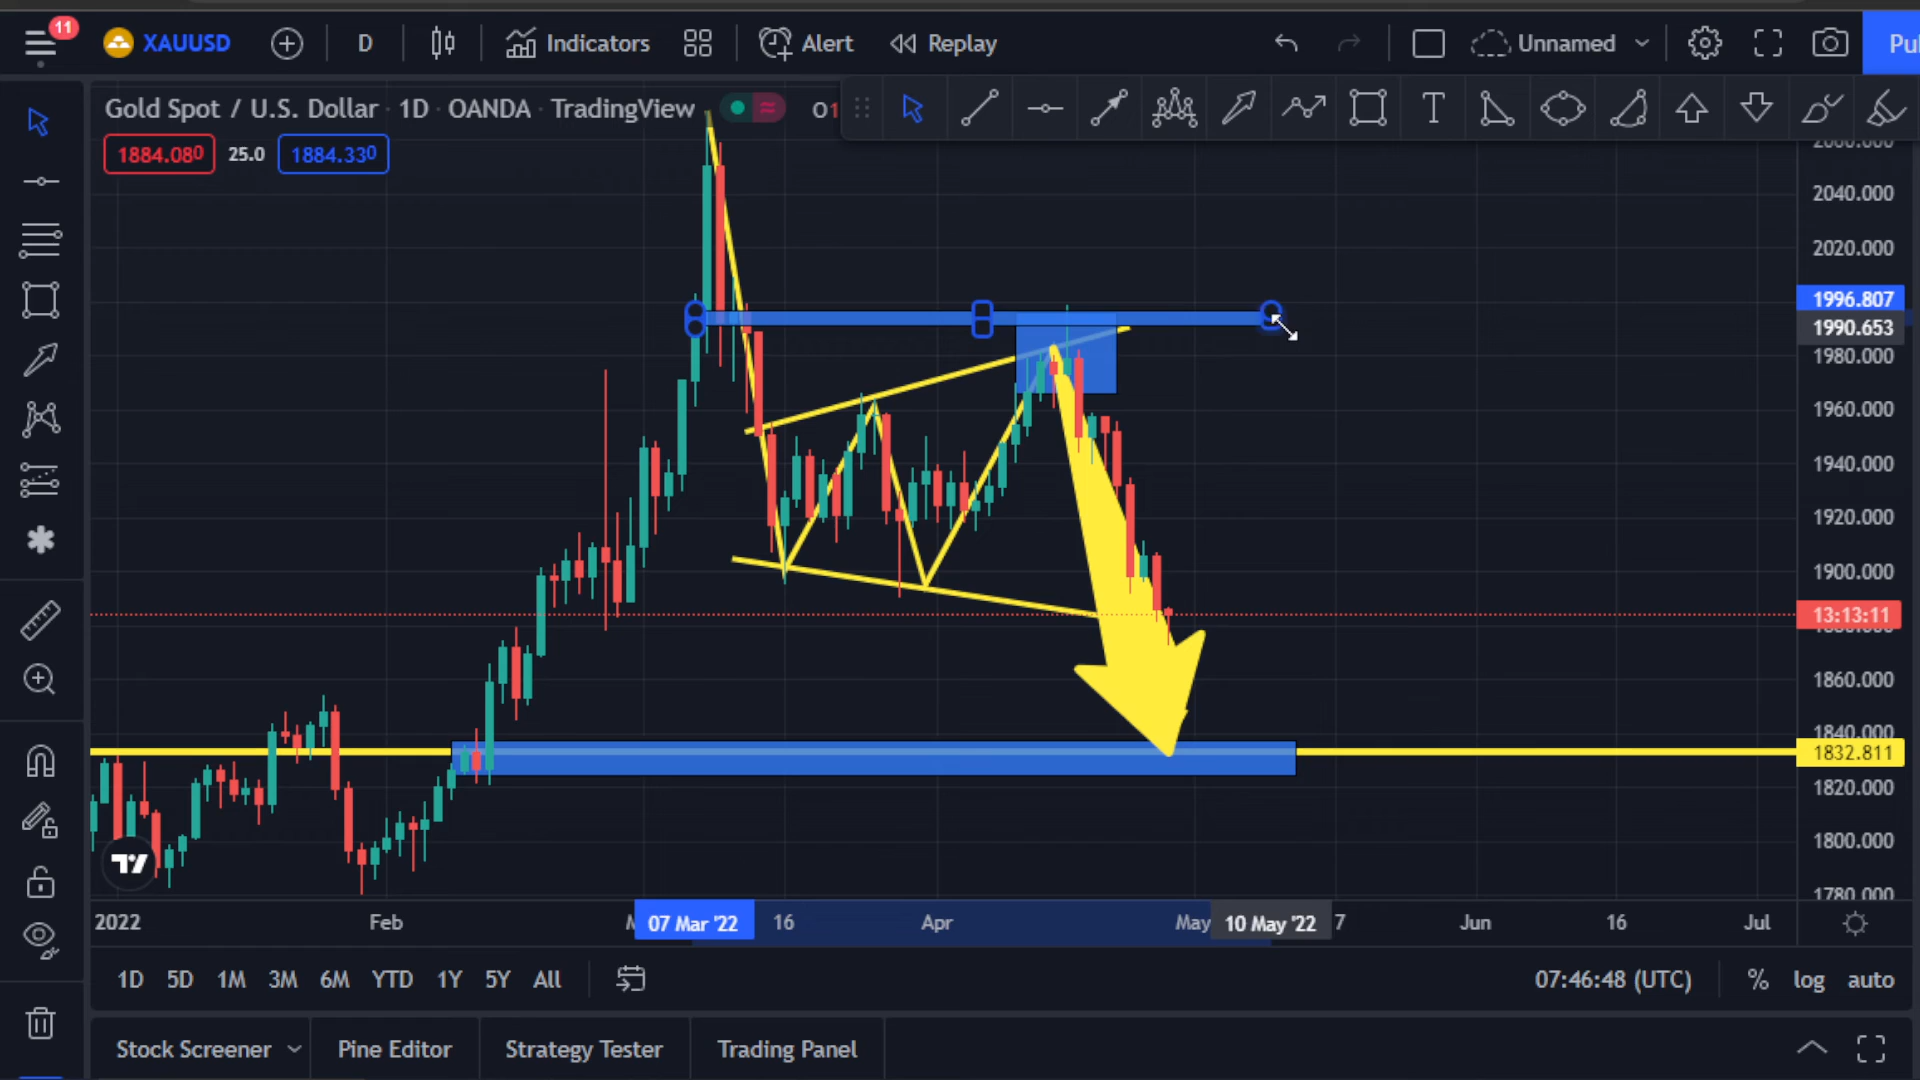 11
XAUUSD D Indicators Alert Replay Unnamed Pu
Gold Spot / U.S. Dollar · 1D · OANDA · TradingView O1
1884.080 25.0 1884.330
2040.000
2020.000
1996.807
1990.653
1980.000
1960.000
1940.000
1920.000
1900.000
13:13:11
1860.000
1840.000
1832.811
1820.000
1800.000
1780.000
2022 Feb M 07 Mar '22 16 Apr May 10 May '22 7 Jun 16 Jul
1D 5D 1M 3M 6M YTD 1Y 5Y All 07:46:48 (UTC) % log auto
Stock Screener Pine Editor Strategy Tester Trading Panel